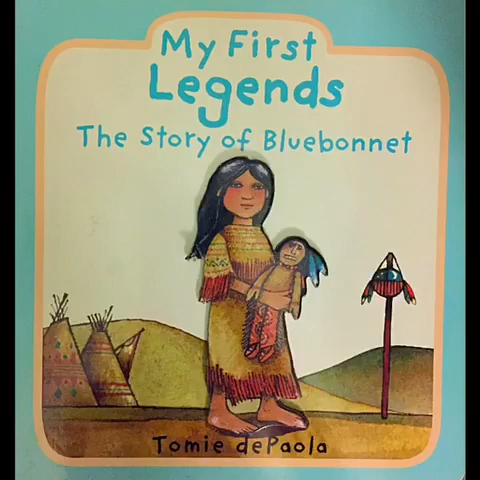 My First
Legends
The Story of Bluebonnet
Tomie dePaola